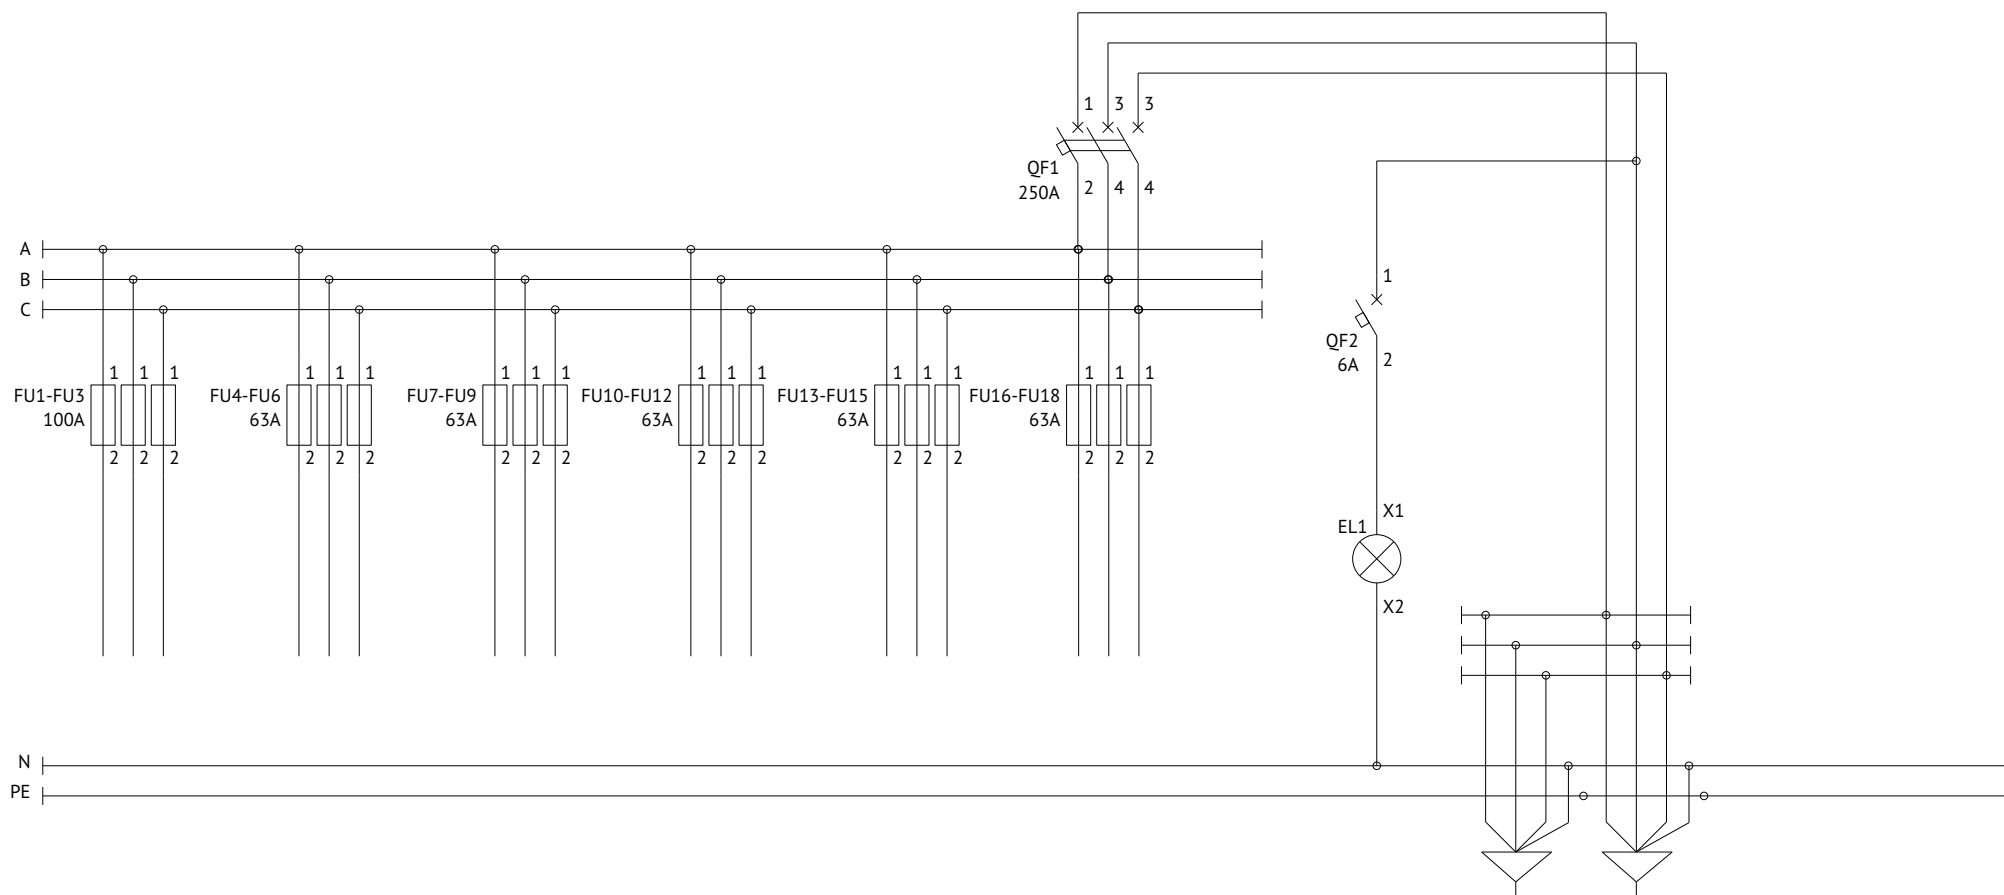 1 3 3
QF1
250A
2 4 4
A
B
C
1
QF2
6A
2
1 1 1 1 1 1 1 1 1 1 1 1 1 1 1 1 1 1
FU1-FU3 FU4-FU6 FU7-FU9 FU10-FU12 FU13-FU15 FU16-FU18
100A 63A 63A 63A 63A 63A
2 2 2 2 2 2 2 2 2 2 2 2 2 2 2 2 2 2
X1
EL1
X2
N
PE